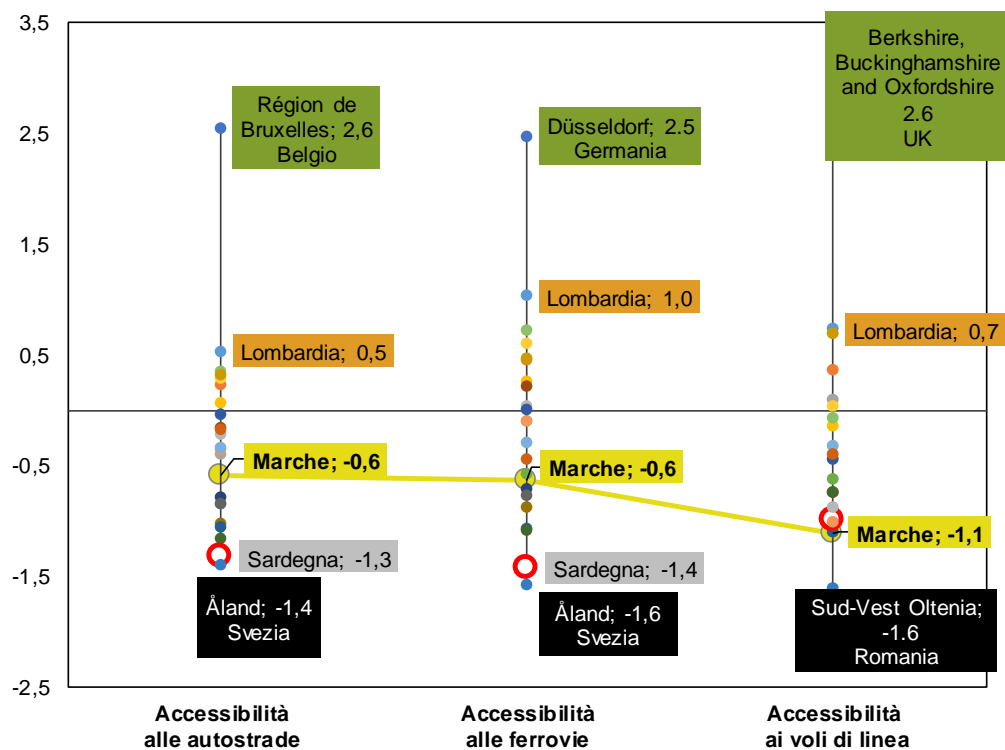 3,5
2,5
1,5
0,5
-0,5
-1,5
-2,5
Région de
Bruxelles; 2,6
Belgio
Lombardia; 0,5
Marche; -0,6
Sardegna; -1,3
Åland; -1,4
Svezia
Düsseldorf; 2.5
Germania
Lombardia; 1,0
Marche; -0,6
Sardegna; -1,4
Åland; -1,6
Svezia
Berkshire,
Buckinghamshire
and Oxfordshire
2.6
UK
Lombardia; 0,7
Marche; -1,1
Sud-Vest Oltenia;
-1.6
Romania
Accessibilità
alle autostrade
Accessibilità
alle ferrovie
Accessibilità
ai voli di linea